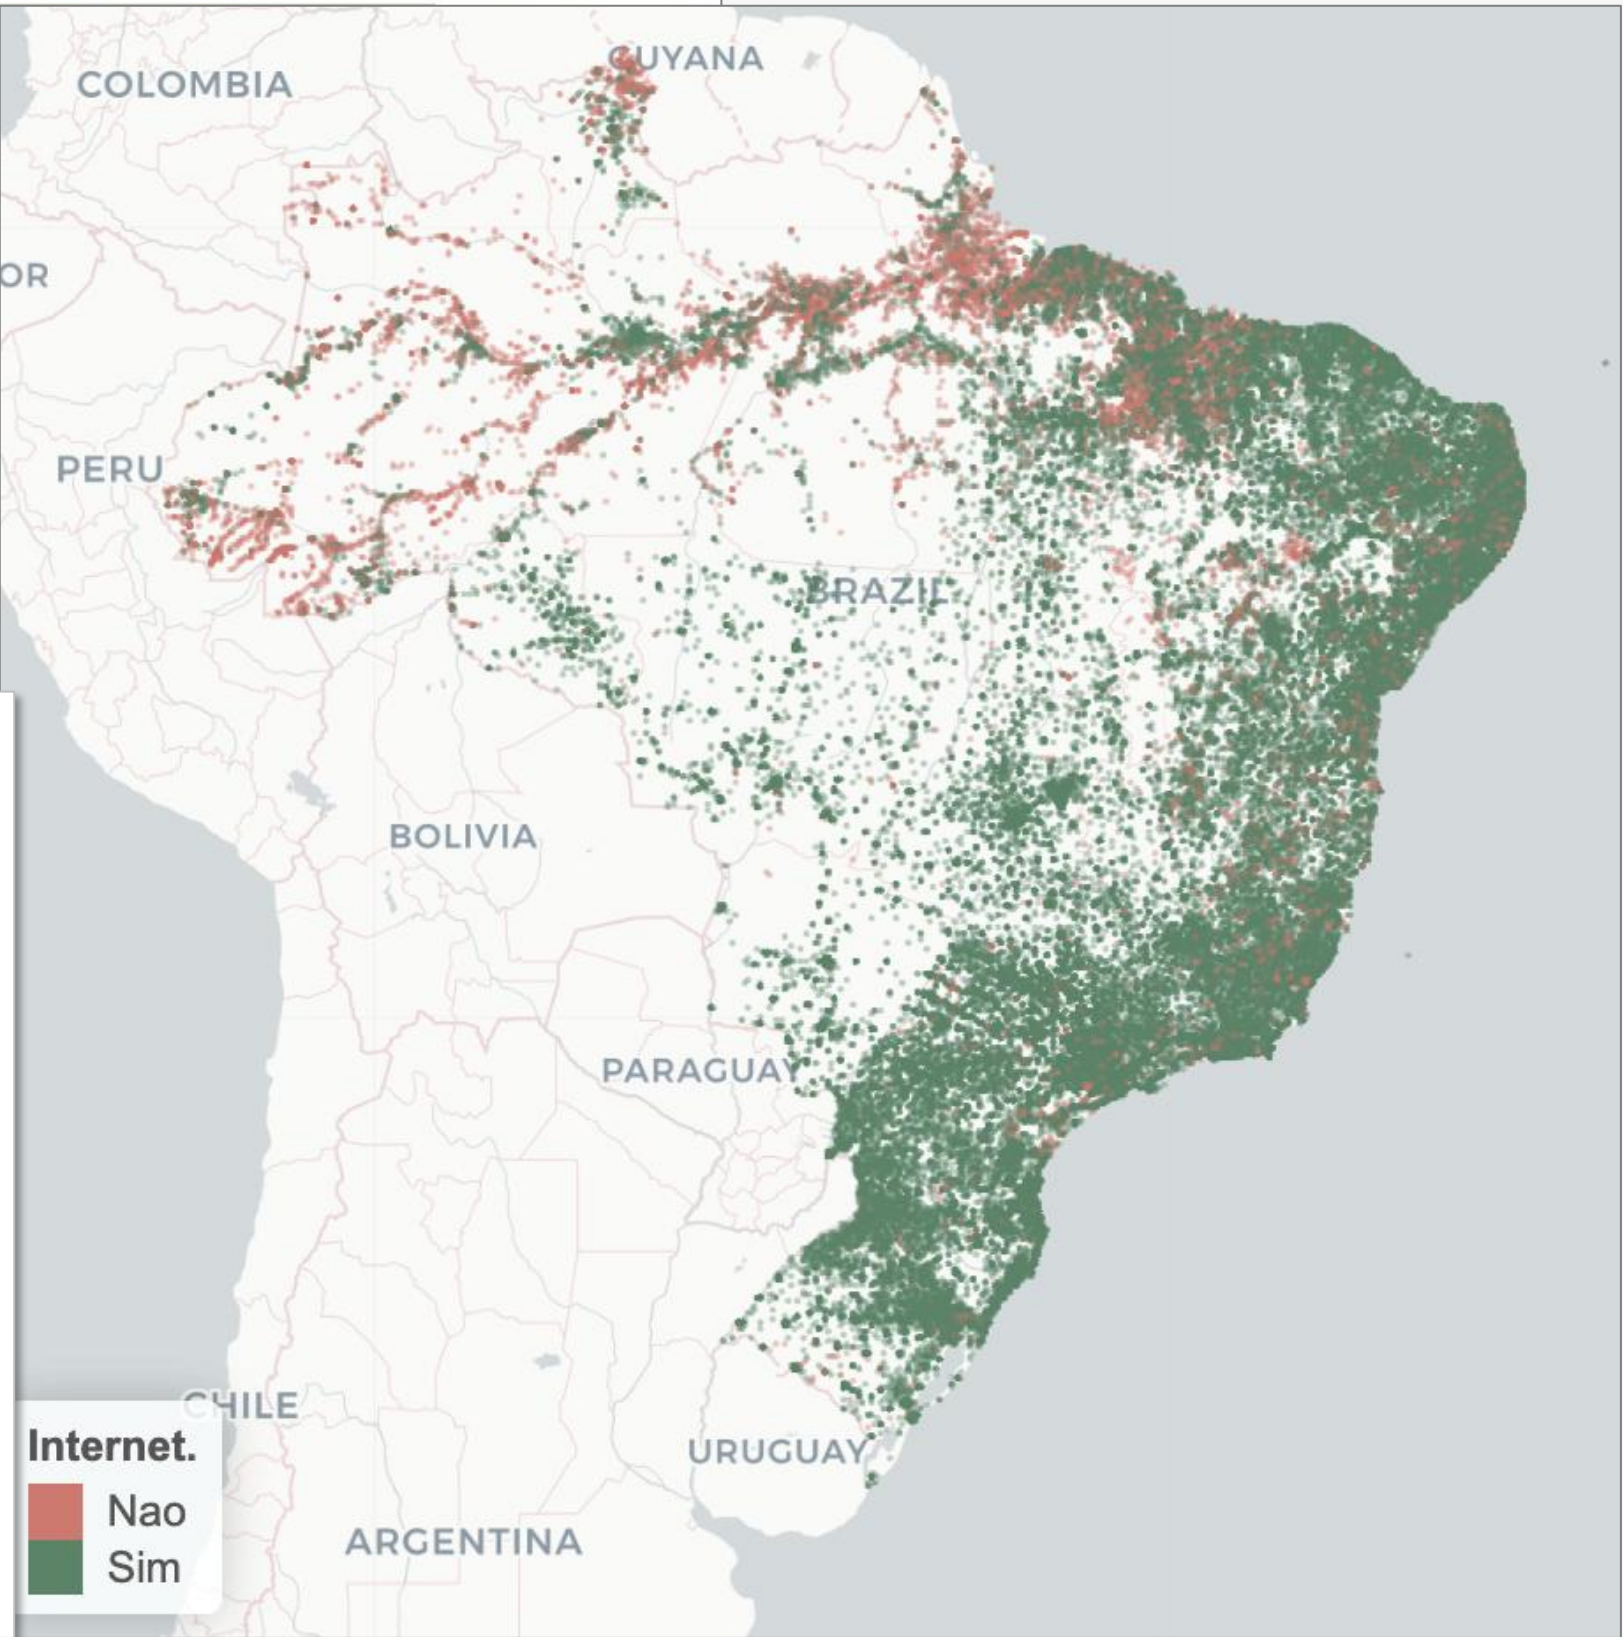 GUYANA
COLOMBIA
OR
PERU
BRAZIL
BOLIVIA
PARAGUAY
CHILE
URUGUAY
ARGENTINA
Internet.
Nao
Sim